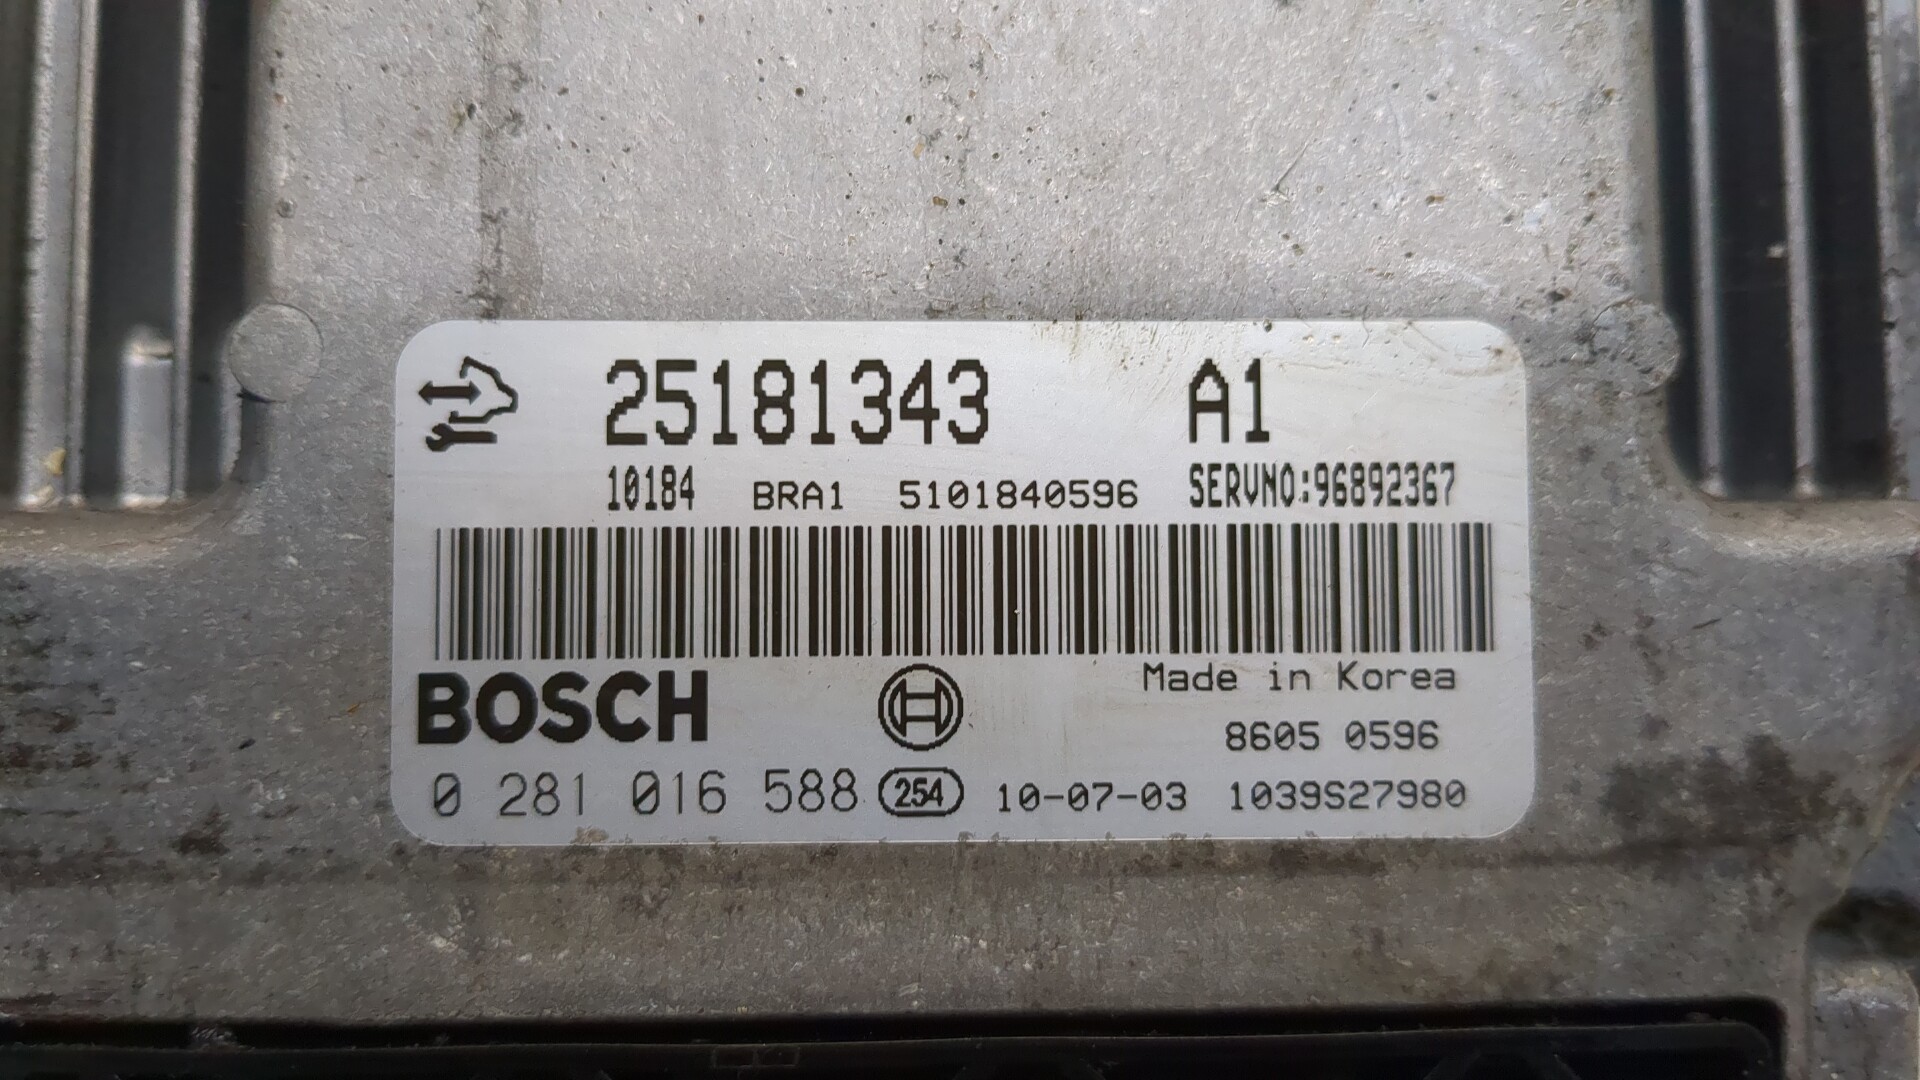 25181343 A1
10184 BRA1 5101840596 SERVNO:96892367
BOSCH
Made in Korea
8605 0596
0 281 016 588 254 10-07-03 1039S27980